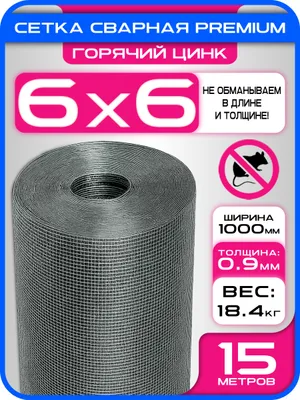 СЕТКА СВАРНАЯ PREMIUM
ГОРЯЧИЙ ЦИНК
6x6
НЕ ОБМАНЫВАЕМ
В ДЛИНЕ
И ТОЛЩИНЕ!
ШИРИНА
1000мм
ТОЛЩИНА:
0.9мм
ВЕС:
18.4кг
15
МЕТРОВ